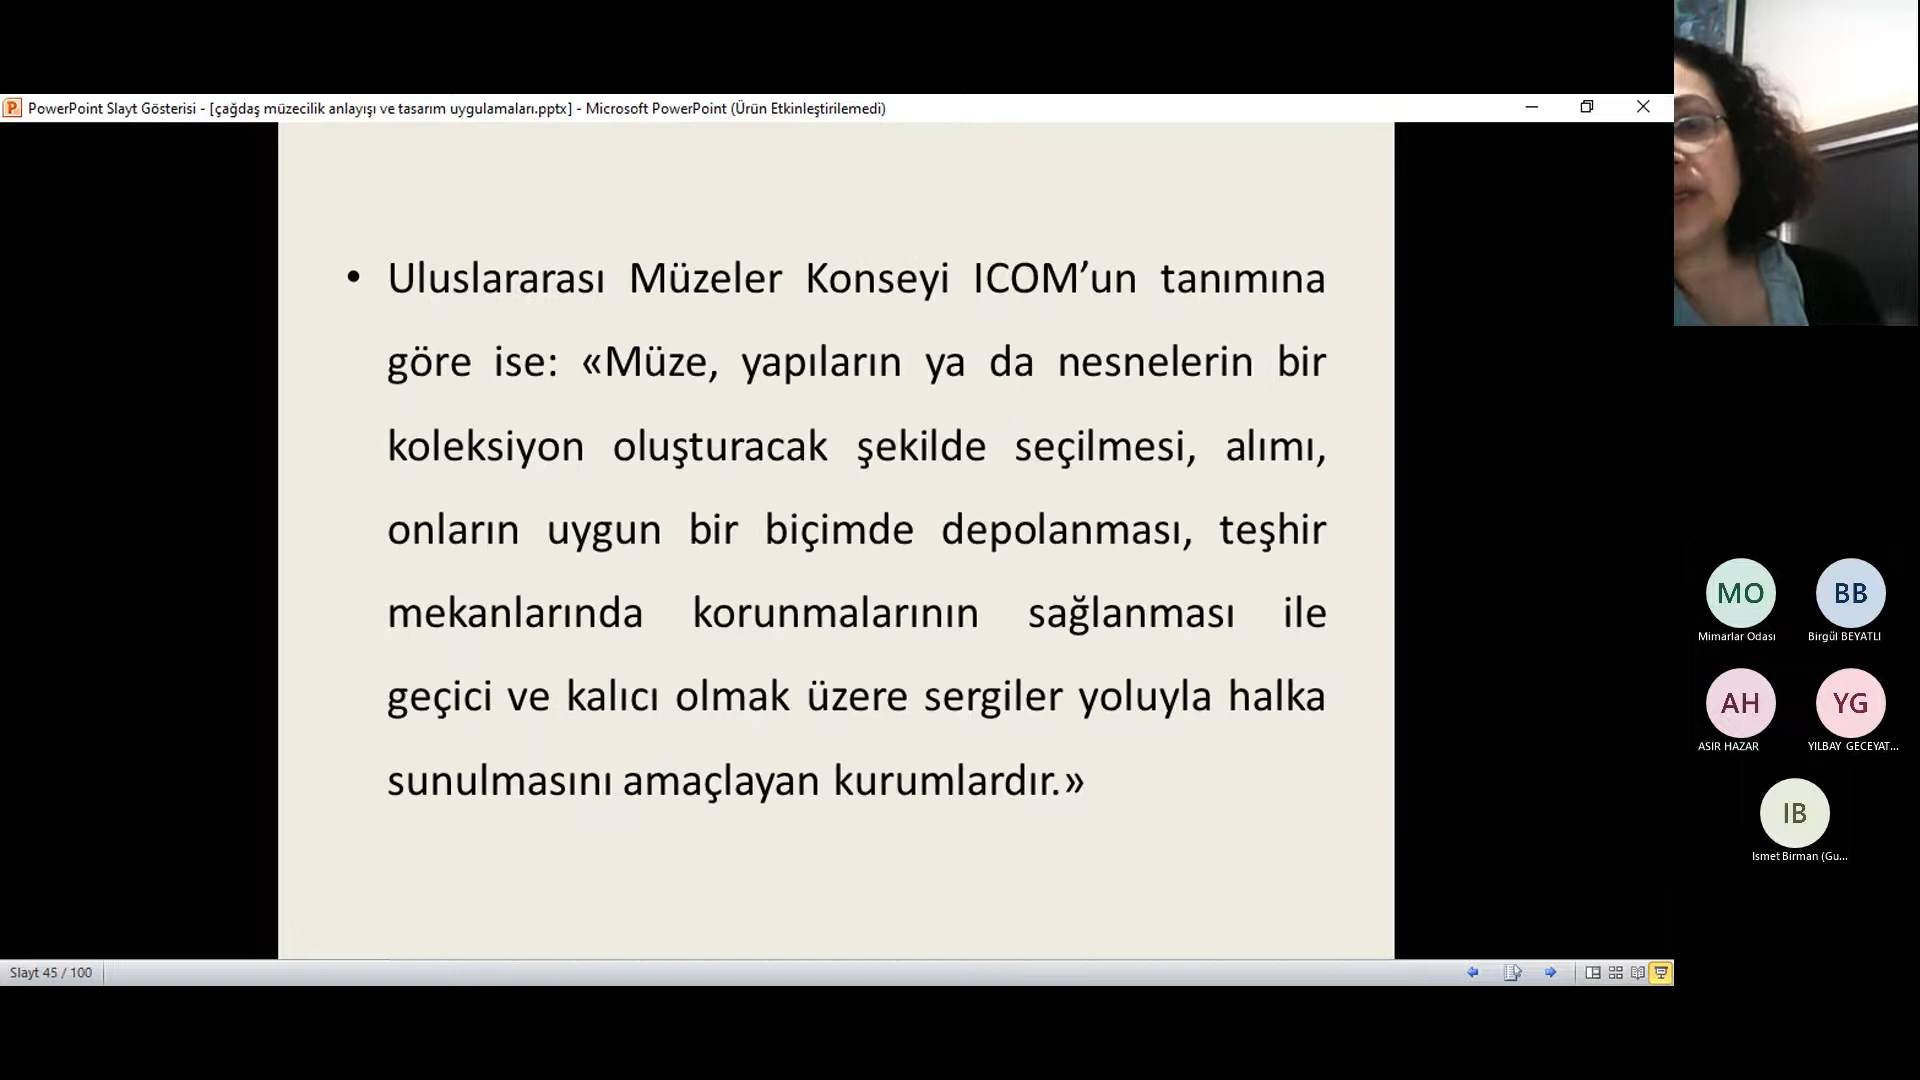 PowerPoint Slayt Gösterisi - [çağdaş müzecilik anlayışı ve tasarım uygulamaları.pptx] - Microsoft PowerPoint (Ürün Etkinleştirilemedi)
• Uluslararası Müzeler Konseyi ICOM’un tanımına
göre ise: «Müze, yapıların ya da nesnelerin bir
koleksiyon oluşturacak şekilde seçilmesi, alımı,
onların uygun bir biçimde depolanması, teşhir
mekanlarında korunmalarının sağlanması ile
geçici ve kalıcı olmak üzere sergiler yoluyla halka
sunulmasını amaçlayan kurumlardır.»
MO
Mimarlar Odası
BB
Birgül BEYATLI
AH
ASIR HAZAR
YG
YILBAY GECEYAT...
IB
Ismet Birman (Gu...
Slayt 45 / 100